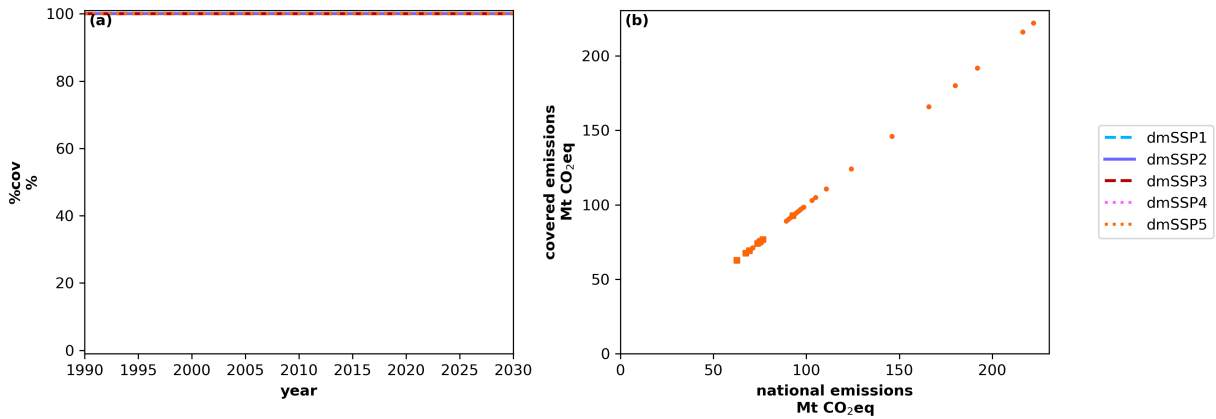 (a)
100
80
60
40
20
0
%cov
%
1990 1995 2000 2005 2010 2015 2020 2025 2030
year
(b)
200
150
100
50
0
covered emissions
Mt CO₂eq
0 50 100 150 200
national emissions
Mt CO₂eq
dmSSP1
dmSSP2
dmSSP3
dmSSP4
dmSSP5